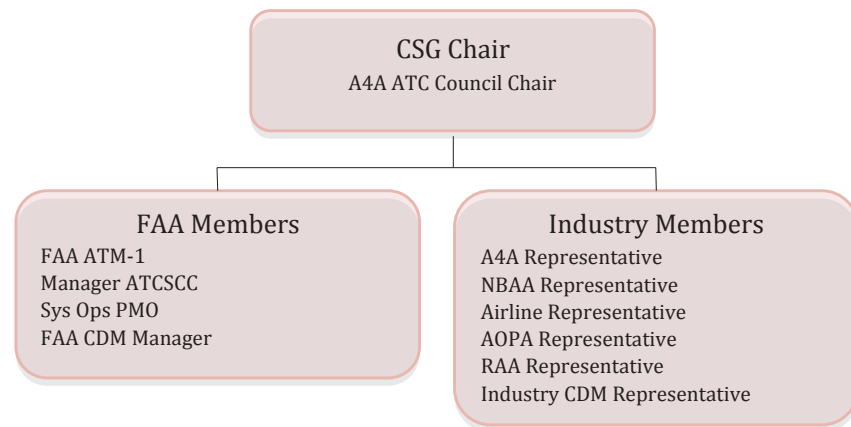 CSG Chair
A4A ATC Council Chair
FAA Members
FAA ATM-1
Manager ATCSCC
Sys Ops PMO
FAA CDM Manager
Industry Members
A4A Representative
NBAA Representative
Airline Representative
AOPA Representative
RAA Representative
Industry CDM Representative